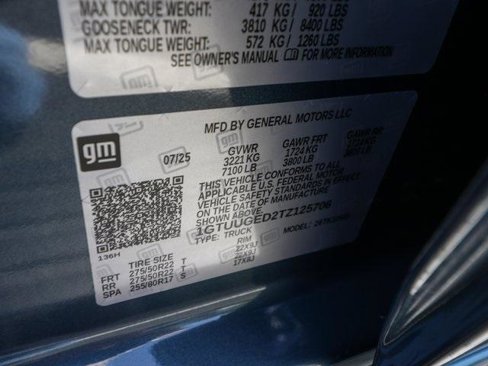 MAX TONGUE WEIGHT: 417 KG / 920 LBS
GOOSENECK TWR: 3810 KG / 8400 LBS
MAX TONGUE WEIGHT: 572 KG / 1260 LBS
SEE OWNER'S MANUAL FOR MORE INFORMATION
gm
MFD BY GENERAL MOTORS LLC
07/25
GVWR GAWR FRT GAWR RR
3221 KG 1724 KG
7100 LB 3800 LB
THIS VEHICLE CONFORMS TO ALL
APPLICABLE U.S. FEDERAL MOTOR
VEHICLE SAFETY STANDARDS IN
EFFECT ON THE DATE OF MANUFACTURE
SHOWN ABOVE.
1GTUUGED2TZ125706
TYPE: TRUCK MODEL:
136H
TIRE SIZE RIM
FRT 275/50R22 T 22X9J
RR 275/50R22 T 22X9J
SPA 255/80R17 S 17X8J